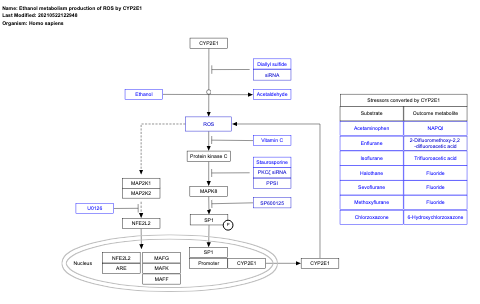 Name: Ethanol metabolism production of ROS by CYP2E1
Last Modified: 20210522122948
Organism: Homo sapiens
CYP2E1
Diallyl sulfide
siRNA
Ethanol
Acetaldehyde
ROS
Vitamin C
Protein kinase C
Staurosporine
PKCζ siRNA
PPSI
MAP2K1
MAP2K2
MAPK8
U0126
SP600125
NFE2L2
SP1
P
Nucleus
NFE2L2
ARE
MAFG
MAFK
MAFF
SP1
Promoter
CYP2E1
CYP2E1
Stressors converted by CYP2E1
Substrate
Outcome metabolite
Acetaminophen
NAPQI
Enflurane
2-Difluoromethoxy-2,2
-difluoroacetic acid
Isoflurane
Trifluoroacetic acid
Halothane
Fluoride
Sevoflurane
Fluoride
Methoxyflurane
Fluoride
Chlorzoxazone
6-Hydroxychlorzoxazone